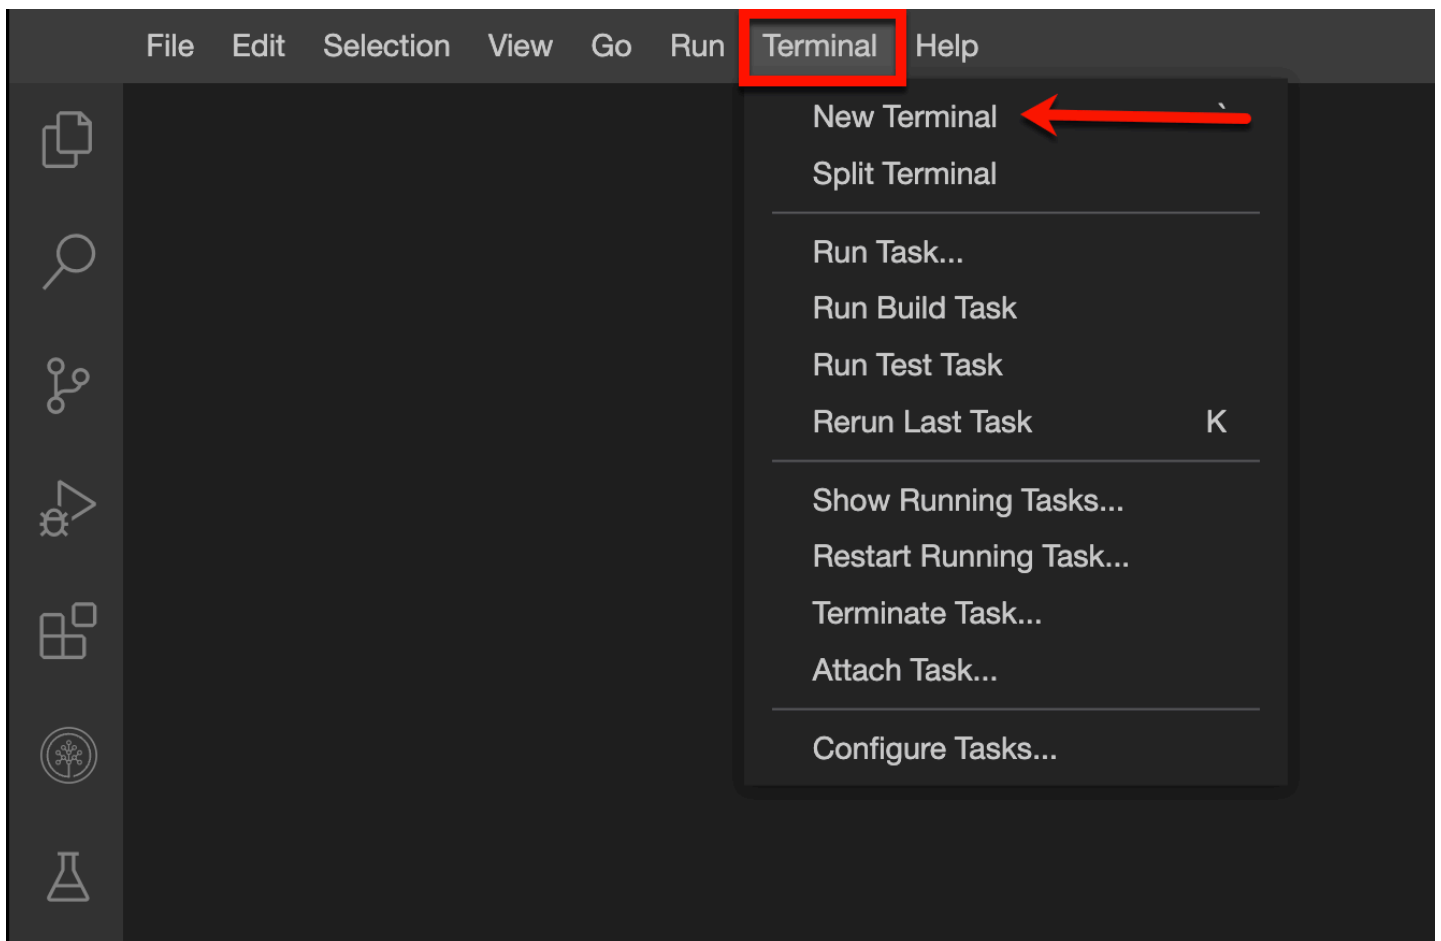 File Edit Selection View Go Run Terminal Help
New Terminal `
Split Terminal
Run Task...
Run Build Task
Run Test Task
Rerun Last Task K
Show Running Tasks...
Restart Running Task...
Terminate Task...
Attach Task...
Configure Tasks...